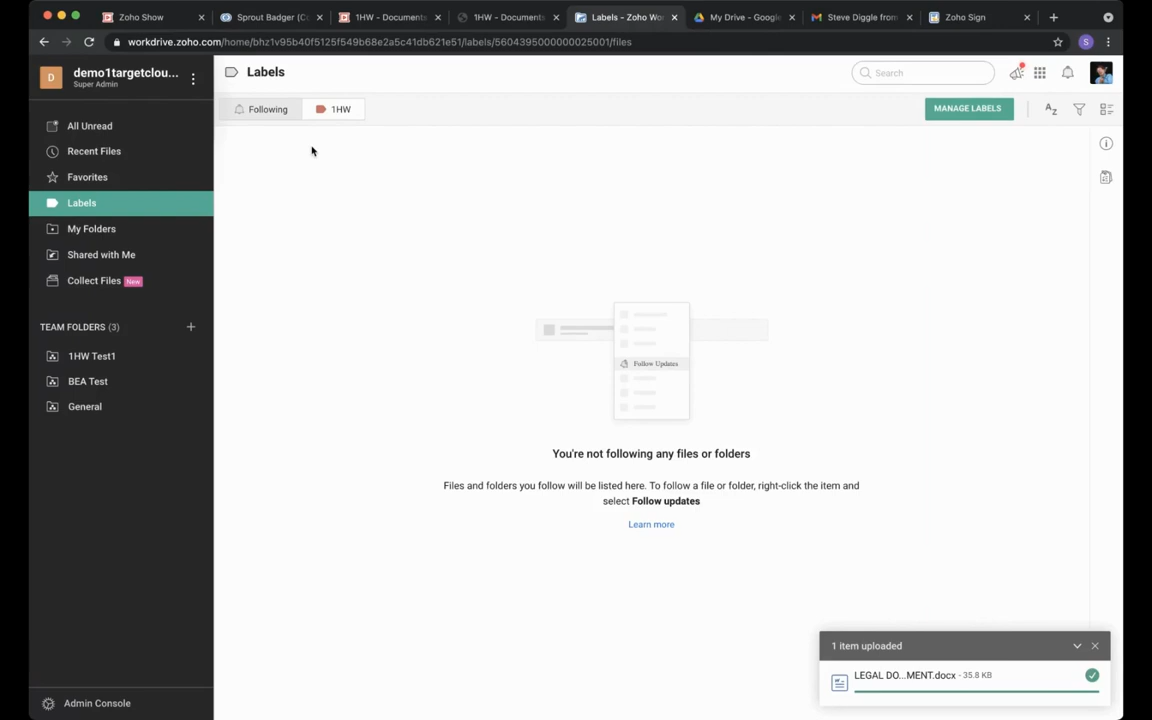 Zoho Show
Sprout Badger (Cu
1HW - Documents
1HW - Documents
Labels - Zoho Wor
My Drive - Google
Steve Diggle from
Zoho Sign
workdrive.zoho.com/home/bhz1v95b40f5125f549b68e2a5c41db621e51/labels/5604395000000025001/files
S
D
demo1targetclou...
Super Admin
Labels
Search
Following
1HW
MANAGE LABELS
All Unread
Recent Files
Favorites
Labels
My Folders
Shared with Me
Collect Files New
TEAM FOLDERS (3)
1HW Test1
BEA Test
General
Follow Updates
You're not following any files or folders
Files and folders you follow will be listed here. To follow a file or folder, right-click the item and
select Follow updates
Learn more
1 item uploaded
LEGAL DO...MENT.docx - 35.8 KB
Admin Console